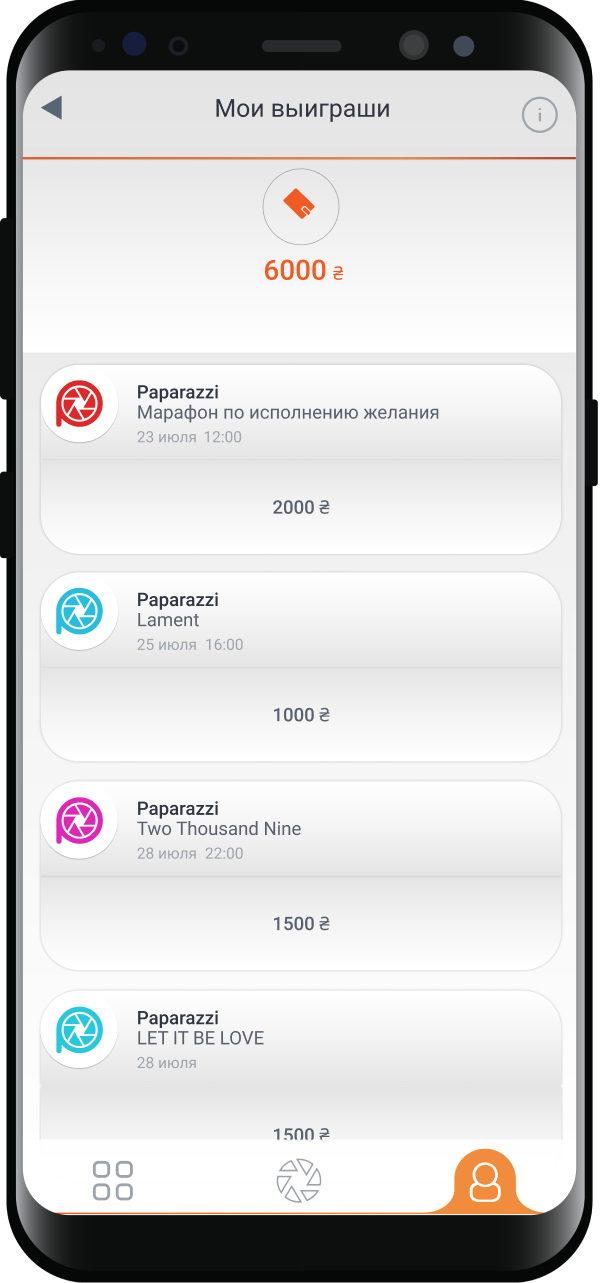 Мои выиграши
i
6000 ₴
Paparazzi
Марафон по исполнению желания
23 июля 12:00
2000 ₴
Paparazzi
Lament
25 июля 16:00
1000 ₴
Paparazzi
Two Thousand Nine
28 июля 22:00
1500 ₴
Paparazzi
LET IT BE LOVE
28 июля
1500 ₴